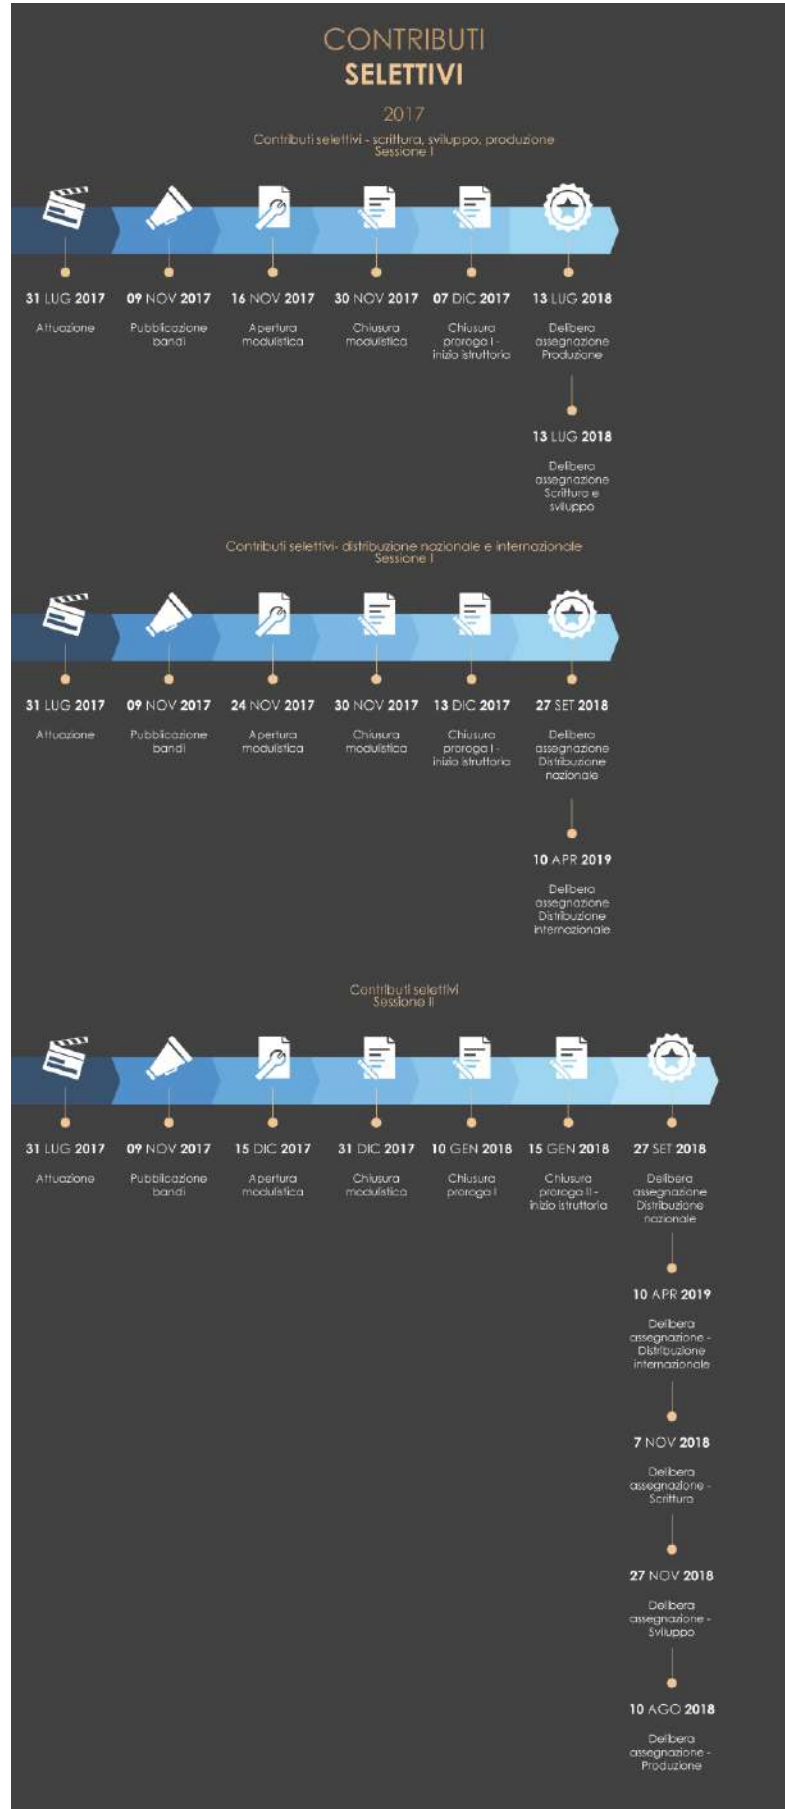 CONTRIBUTI
SELETTIVI
2017
Contributi selettivi - scrittura, sviluppo, produzione
Sessione I
31 LUG 2017
Attuazione
09 NOV 2017
Pubblicazione
bandi
16 NOV 2017
Apertura
modulistica
30 NOV 2017
Chiusura
modulistica
07 DIC 2017
Chiusura
proroga I -
inizio istruttoria
13 LUG 2018
Delibera
assegnazione
Produzione
13 LUG 2018
Delibera
assegnazione
Scrittura e
sviluppo
Contributi selettivi- distribuzione nazionale e internazionale
Sessione I
31 LUG 2017
Attuazione
09 NOV 2017
Pubblicazione
bandi
24 NOV 2017
Apertura
modulistica
30 NOV 2017
Chiusura
modulistica
13 DIC 2017
Chiusura
proroga I -
inizio istruttoria
27 SET 2018
Delibera
assegnazione
Distribuzione
nazionale
10 APR 2019
Delibera
assegnazione
Distribuzione
internazionale
Contributi selettivi
Sessione II
31 LUG 2017
Attuazione
09 NOV 2017
Pubblicazione
bandi
15 DIC 2017
Apertura
modulistica
31 DIC 2017
Chiusura
modulistica
10 GEN 2018
Chiusura
proroga I
15 GEN 2018
Chiusura
proroga II -
inizio istruttoria
27 SET 2018
Delibera
assegnazione
Distribuzione
nazionale
10 APR 2019
Delibera
assegnazione -
Distribuzione
internazionale
7 NOV 2018
Delibera
assegnazione -
Scrittura
27 NOV 2018
Delibera
assegnazione -
Sviluppo
10 AGO 2018
Delibera
assegnazione -
Produzione